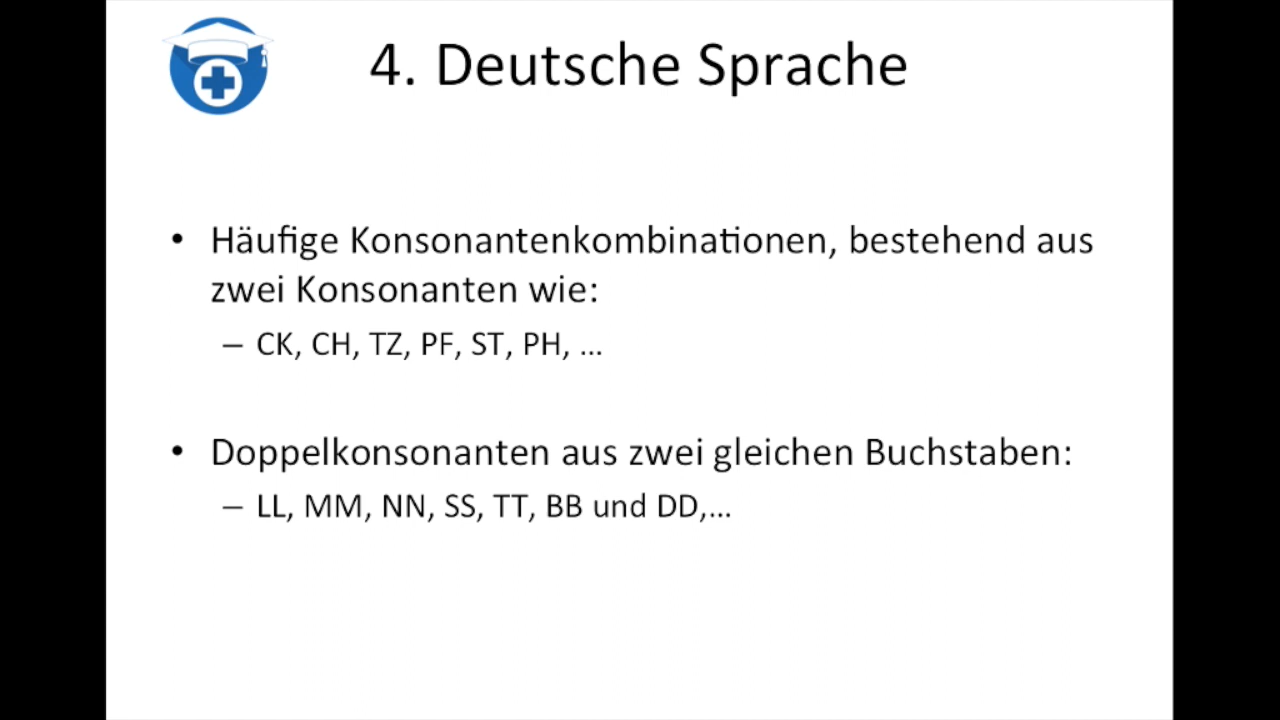 4. Deutsche Sprache
• Häufige Konsonantenkombinationen, bestehend aus
zwei Konsonanten wie:
– CK, CH, TZ, PF, ST, PH, ...
• Doppelkonsonanten aus zwei gleichen Buchstaben:
– LL, MM, NN, SS, TT, BB und DD,...